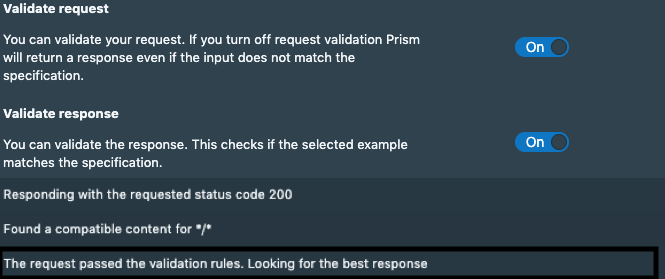 Validate request
You can validate your request. If you turn off request validation Prism
will return a response even if the input does not match the
specification.
On
Validate response
You can validate the response. This checks if the selected example
matches the specification.
On
Responding with the requested status code 200
Found a compatible content for */*
The request passed the validation rules. Looking for the best response